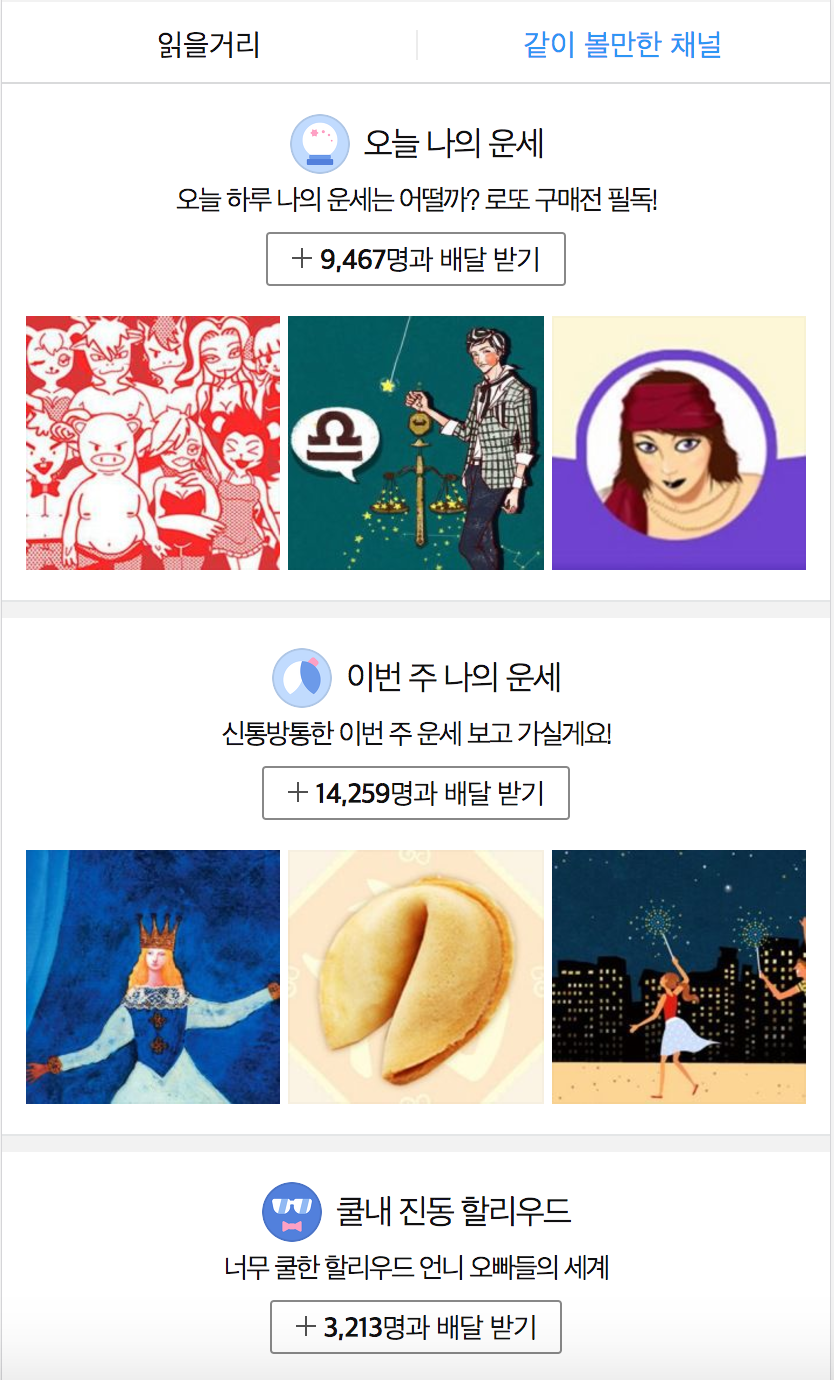 읽을거리
같이 볼만한 채널
오늘 나의 운세
오늘 하루 나의 운세는 어떨까? 로또 구매전 필독!
+ 9,467명과 배달 받기
이번 주 나의 운세
신통방통한 이번 주 운세 보고 가실게요!
+ 14,259명과 배달 받기
쿨내 진동 할리우드
너무 쿨한 할리우드 언니 오빠들의 세계
+ 3,213명과 배달 받기